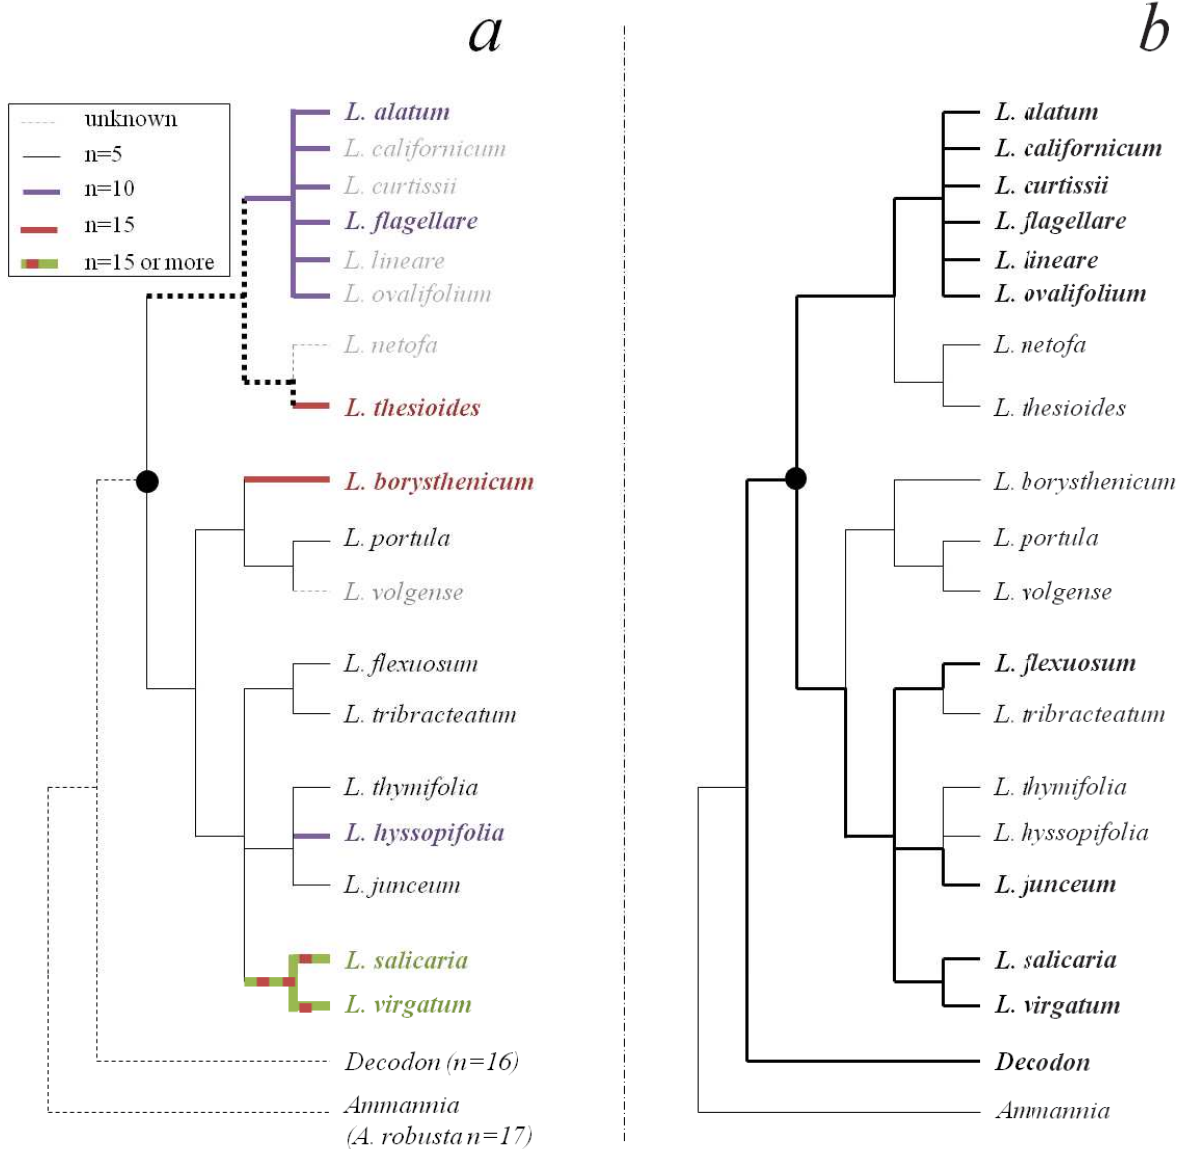 a
unknown
n=5
n=10
n=15
n=15 or more
L. alatum
L. californicum
L. curtissii
L. flagellare
L. lineare
L. ovalifolium
L. netofa
L. thesioides
L. borysthenicum
L. portula
L. volgense
L. flexuosum
L. tribracteatum
L. thymifolia
L. hyssopifolia
L. junceum
L. salicaria
L. virgatum
Decodon (n=16)
Ammannia
(A. robusta n=17)
b
L. alatum
L. californicum
L. curtissii
L. flagellare
L. lineare
L. ovalifolium
L. netofa
L. thesioides
L. borysthenicum
L. portula
L. volgense
L. flexuosum
L. tribracteatum
L. thymifolia
L. hyssopifolia
L. junceum
L. salicaria
L. virgatum
Decodon
Ammannia